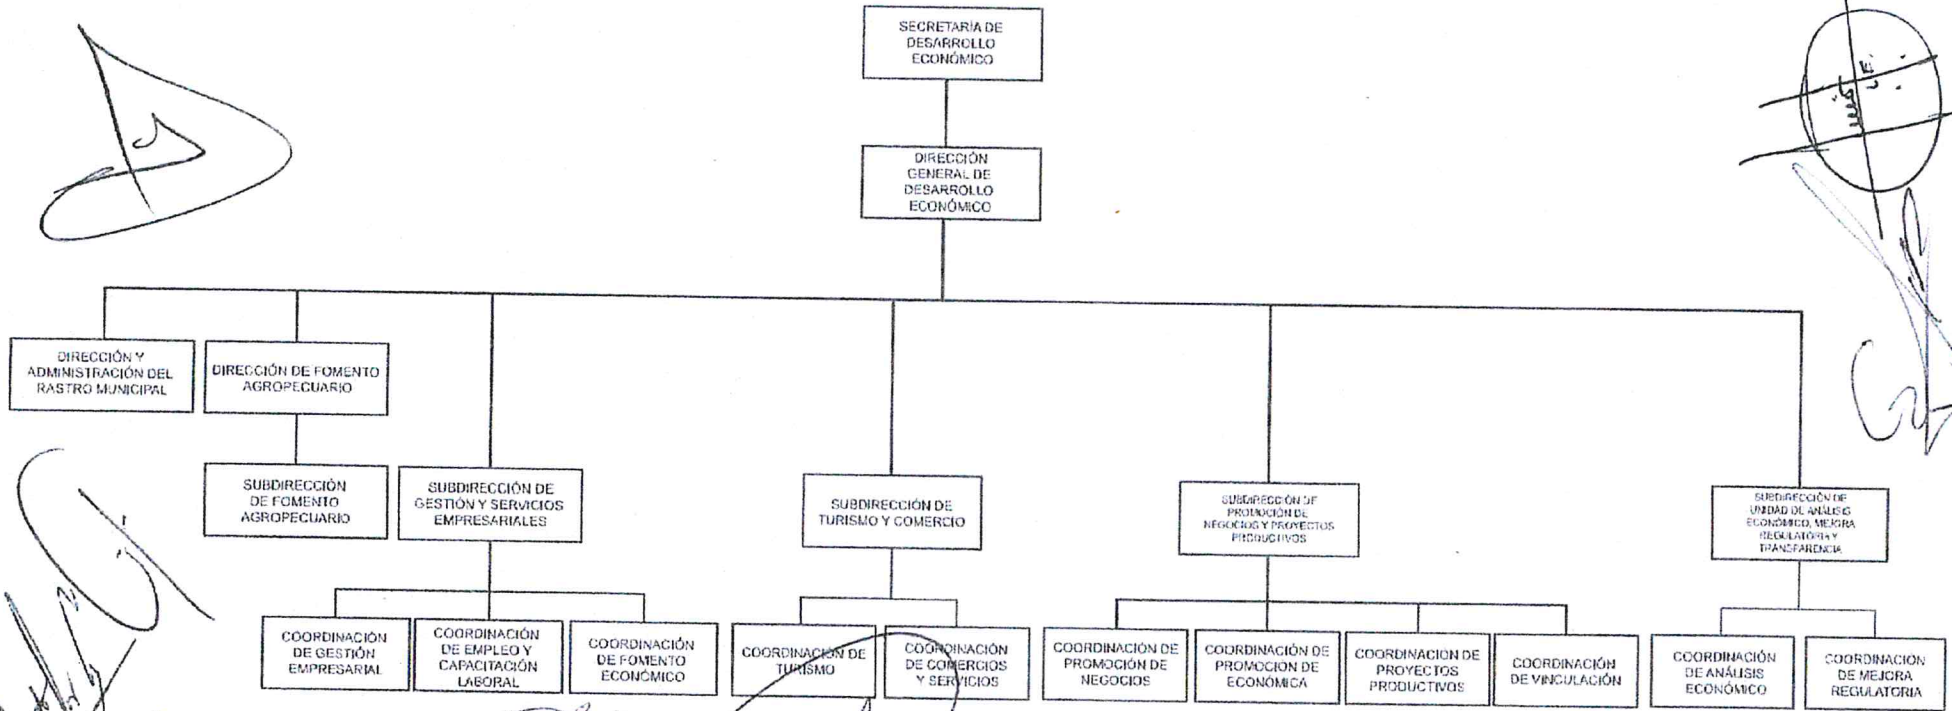 SECRETARÍA DE
DESARROLLO
ECONÓMICO
DIRECCIÓN
GENERAL DE
DESARROLLO
ECONÓMICO
DIRECCIÓN Y
ADMINISTRACIÓN DEL
RASTRO MUNICIPAL
DIRECCIÓN DE FOMENTO
AGROPECUARIO
SUBDIRECCIÓN
DE FOMENTO
AGROPECUARIO
SUBDIRECCIÓN DE
GESTIÓN Y SERVICIOS
EMPRESARIALES
SUBDIRECCIÓN DE
TURISMO Y COMERCIO
SUBDIRECCIÓN DE
PROMOCIÓN DE
NEGOCIOS Y PROYECTOS
PRODUCTIVOS
SUBDIRECCIÓN DE
UNIDAD DE ANÁLISIS
ECONÓMICO, MEJORA
REGULATORIA Y
TRANSPARENCIA
COORDINACIÓN
DE GESTIÓN
EMPRESARIAL
COORDINACIÓN
DE EMPLEO Y
CAPACITACIÓN
LABORAL
COORDINACIÓN
DE FOMENTO
ECONÓMICO
COORDINACIÓN DE
TURISMO
COORDINACIÓN
DE COMERCIOS
Y SERVICIOS
COORDINACIÓN DE
PROMOCIÓN DE
NEGOCIOS
COORDINACIÓN DE
PROMOCIÓN DE
ECONÓMICA
COORDINACIÓN DE
PROYECTOS
PRODUCTIVOS
COORDINACIÓN
DE VINCULACIÓN
COORDINACIÓN
DE ANÁLISIS
ECONÓMICO
COORDINACIÓN
DE MEJORA
REGULATORIA